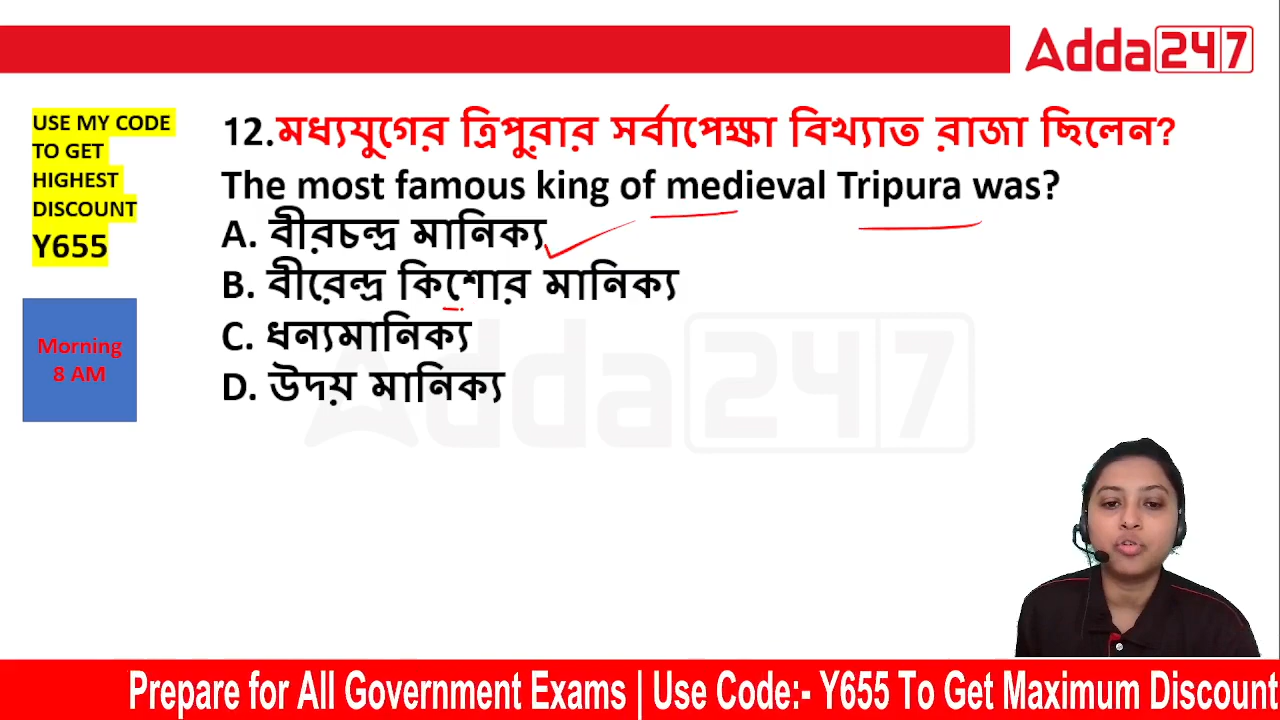 Adda247
USE MY CODE
TO GET
HIGHEST
DISCOUNT
Y655
Morning
8 AM
12.মধ্যযুগের ত্রিপুরার সর্বাপেক্ষা বিখ্যাত রাজা ছিলেন?
The most famous king of medieval Tripura was?
A. বীরচন্দ্র মানিক্য
B. বীরেন্দ্র কিশোর মানিক্য
C. ধন্যমানিক্য
D. উদয় মানিক্য
Adda247
Prepare for All Government Exams | Use Code:- Y655 To Get Maximum Discount